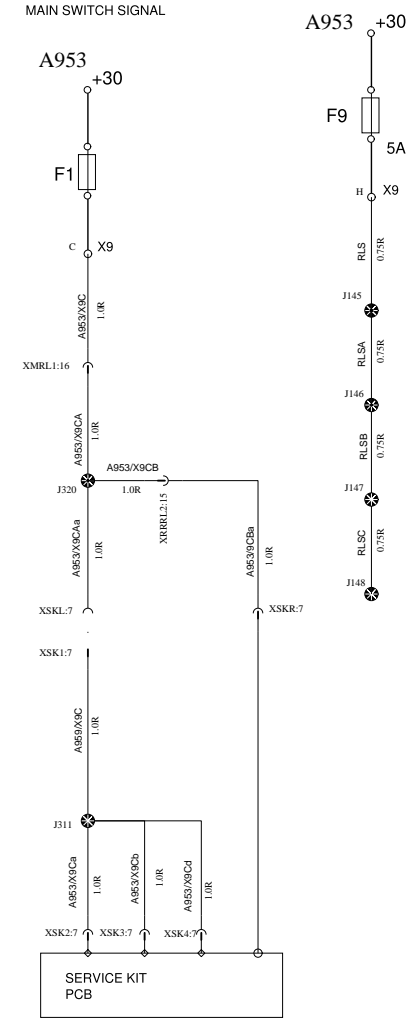 MAIN SWITCH SIGNAL
A953
+30
F1
C
X9
A953/X9C
1.0R
XMRL1:16
A953/X9CA
1.0R
J320
A953/X9CB
1.0R
XRRRL2:15
A953/X9CAa
1.0R
A953/9CBa
1.0R
XSKL:7
XSKR:7
XSK1:7
A959/X9C
1.0R
J311
A953/X9Ca
1.0R
A953/X9Cb
1.0R
A953/X9Cd
1.0R
XSK2:7
XSK3:7
XSK4:7
SERVICE KIT
PCB
A953
+30
F9
5A
H
X9
RLS
0.75R
J145
RLSA
0.75R
J146
RLSB
0.75R
J147
RLSC
0.75R
J148